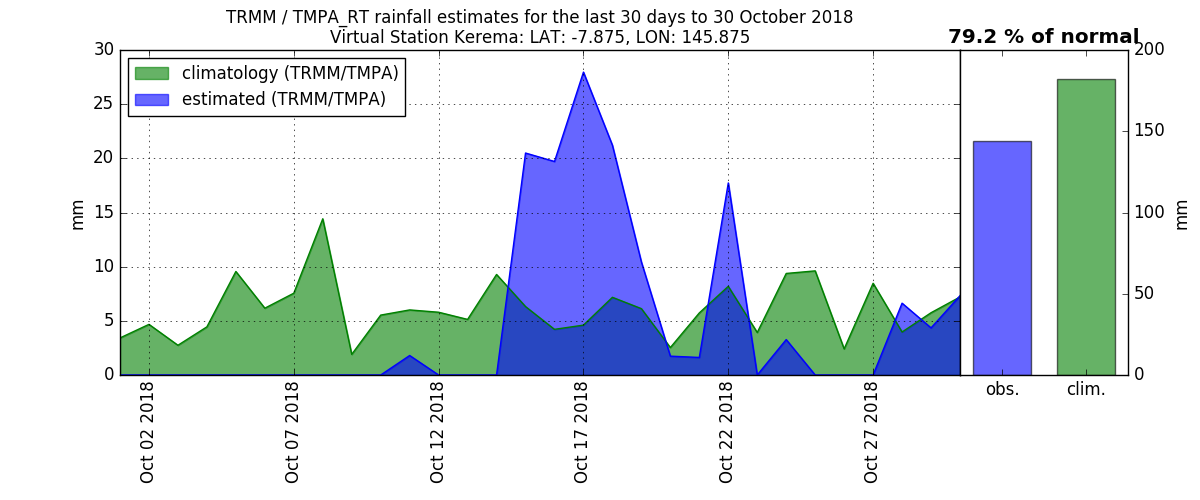 TRMM / TMPA_RT rainfall estimates for the last 30 days to 30 October 2018
Virtual Station Kerema: LAT: -7.875, LON: 145.875
79.2 % of normal
climatology (TRMM/TMPA)
estimated (TRMM/TMPA)
30
25
20
15
10
5
0
mm
200
150
100
50
0
mm
Oct 02 2018
Oct 07 2018
Oct 12 2018
Oct 17 2018
Oct 22 2018
Oct 27 2018
obs.
clim.